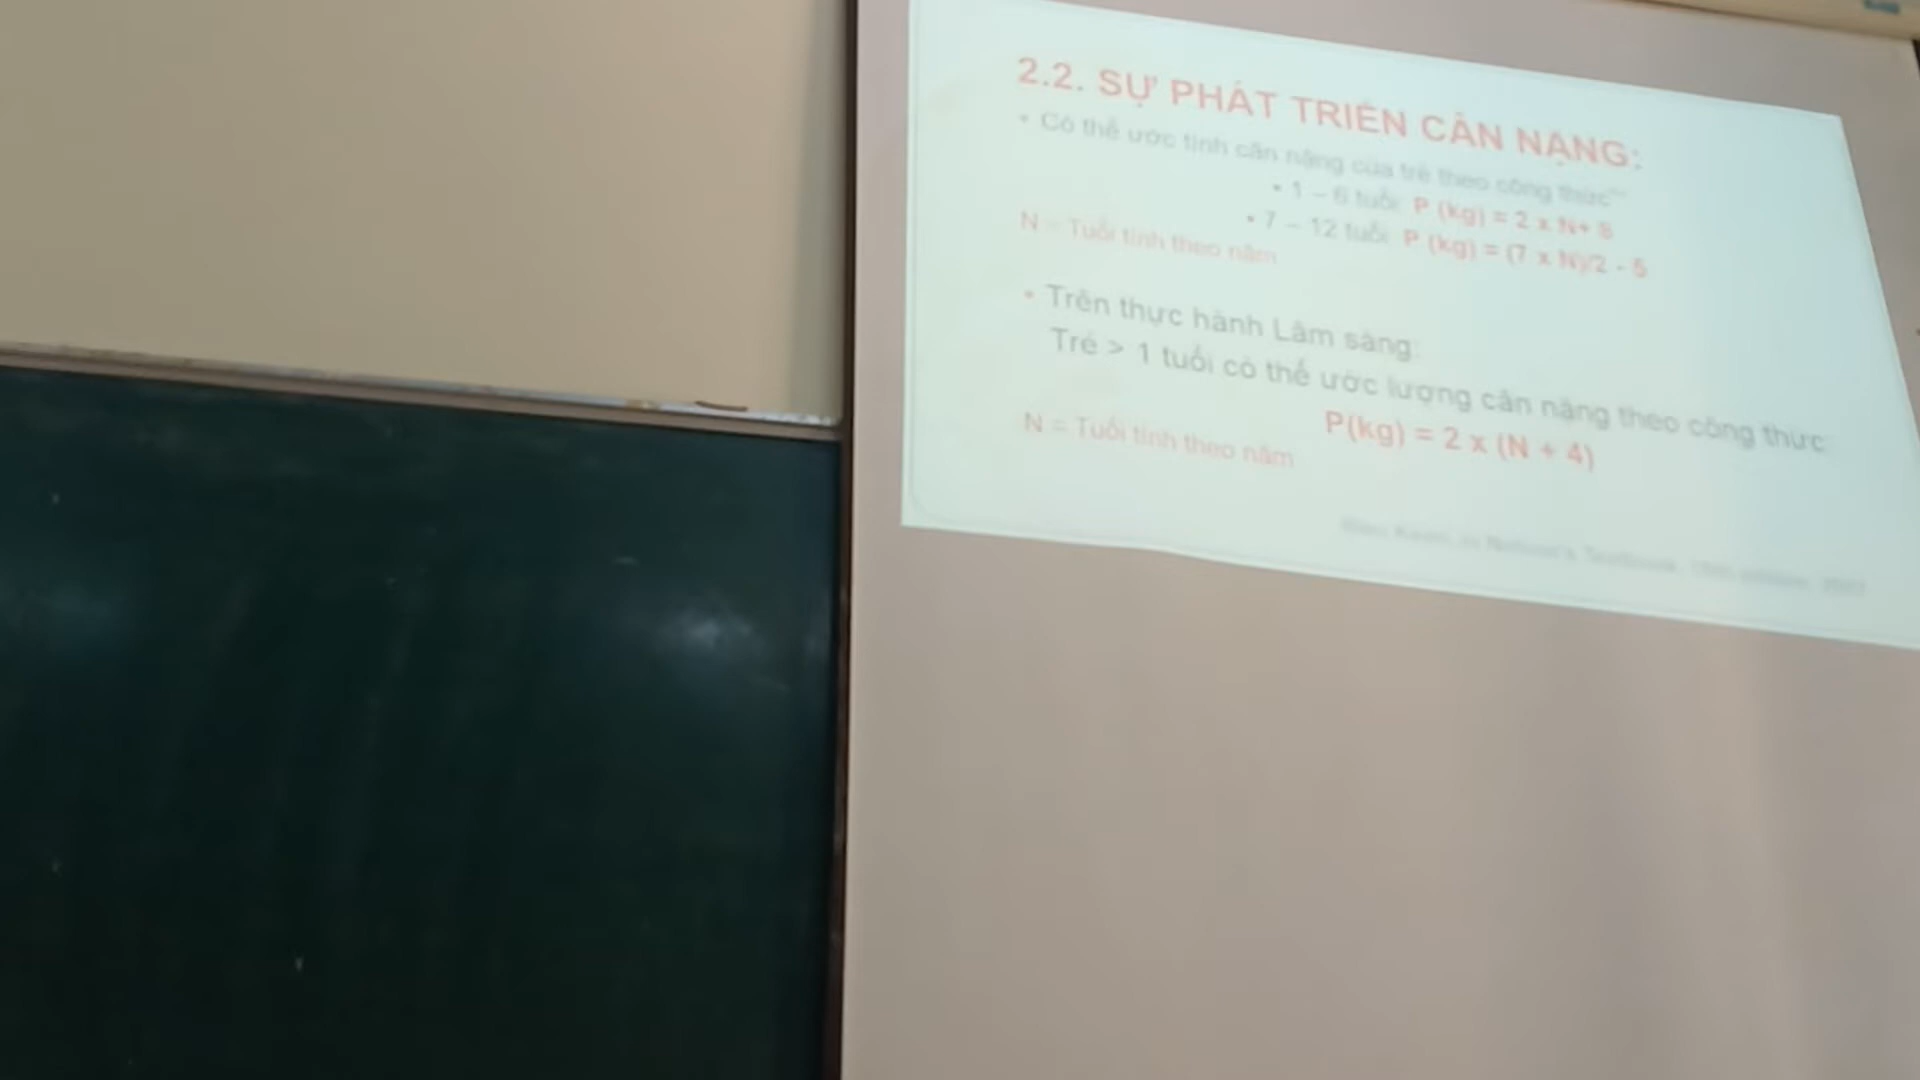 2.2. SỰ PHÁT TRIỂN CÂN NẶNG:
• Có thể ước tính cân nặng của trẻ theo công thức
• 1 – 6 tuổi: P (kg) = 2 x N+ 8
• 7 – 12 tuổi: P (kg) = (7 x N)/2 - 5
N = Tuổi tính theo năm
• Trên thực hành Lâm sàng:
Trẻ > 1 tuổi có thể ước lượng cân nặng theo công thức
P(kg) = 2 x (N + 4)
N = Tuổi tính theo năm
Textbook